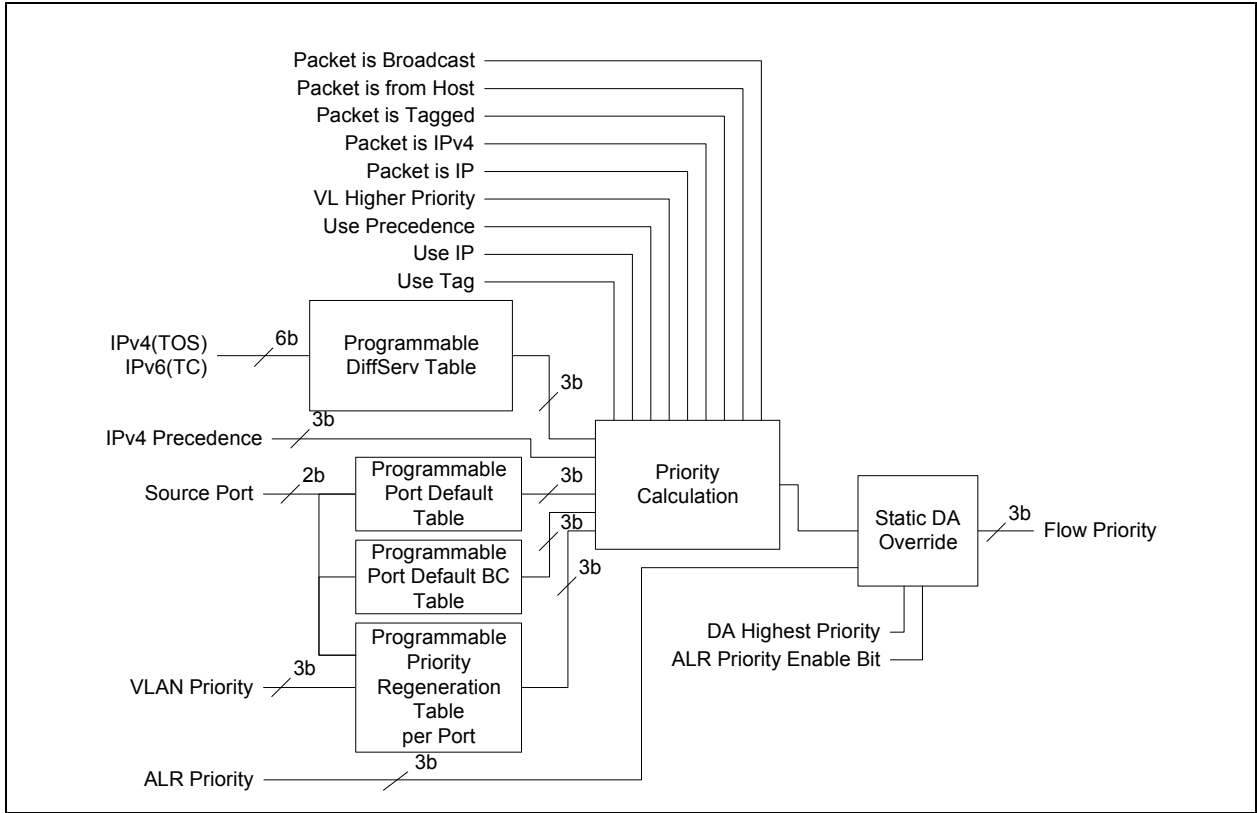 Packet is Broadcast
Packet is from Host
Packet is Tagged
Packet is IPv4
Packet is IP
VL Higher Priority
Use Precedence
Use IP
Use Tag
IPv4(TOS)
IPv6(TC)
6b
Programmable
DiffServ Table
3b
IPv4 Precedence
3b
Source Port
2b
Programmable
Port Default
Table
3b
Programmable
Port Default BC
Table
3b
VLAN Priority
3b
Programmable
Priority
Regeneration
Table
per Port
3b
ALR Priority
3b
Priority
Calculation
Static DA
Override
3b
Flow Priority
DA Highest Priority
ALR Priority Enable Bit